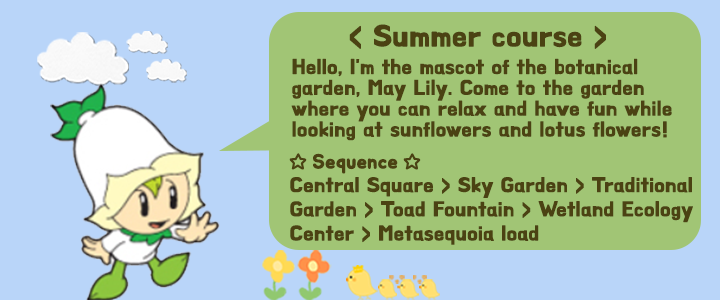 < Summer course >
Hello, I'm the mascot of the botanical
garden, May Lily. Come to the garden
where you can relax and have fun while
looking at sunflowers and lotus flowers!
☆ Sequence ☆
Central Square > Sky Garden > Traditional
Garden > Toad Fountain > Wetland Ecology
Center > Metasequoia load